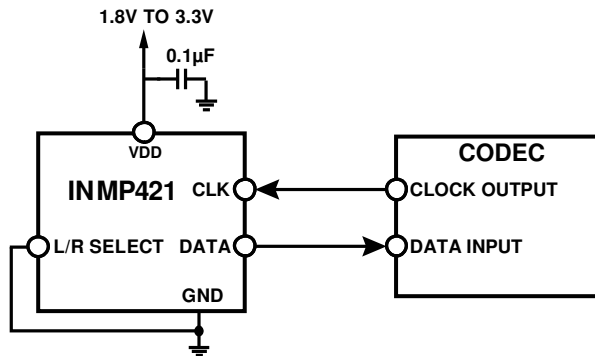 1.8V TO 3.3V
0.1µF
VDD
CODEC
INMP421
CLK
CLOCK OUTPUT
L/R SELECT
DATA
DATA INPUT
GND